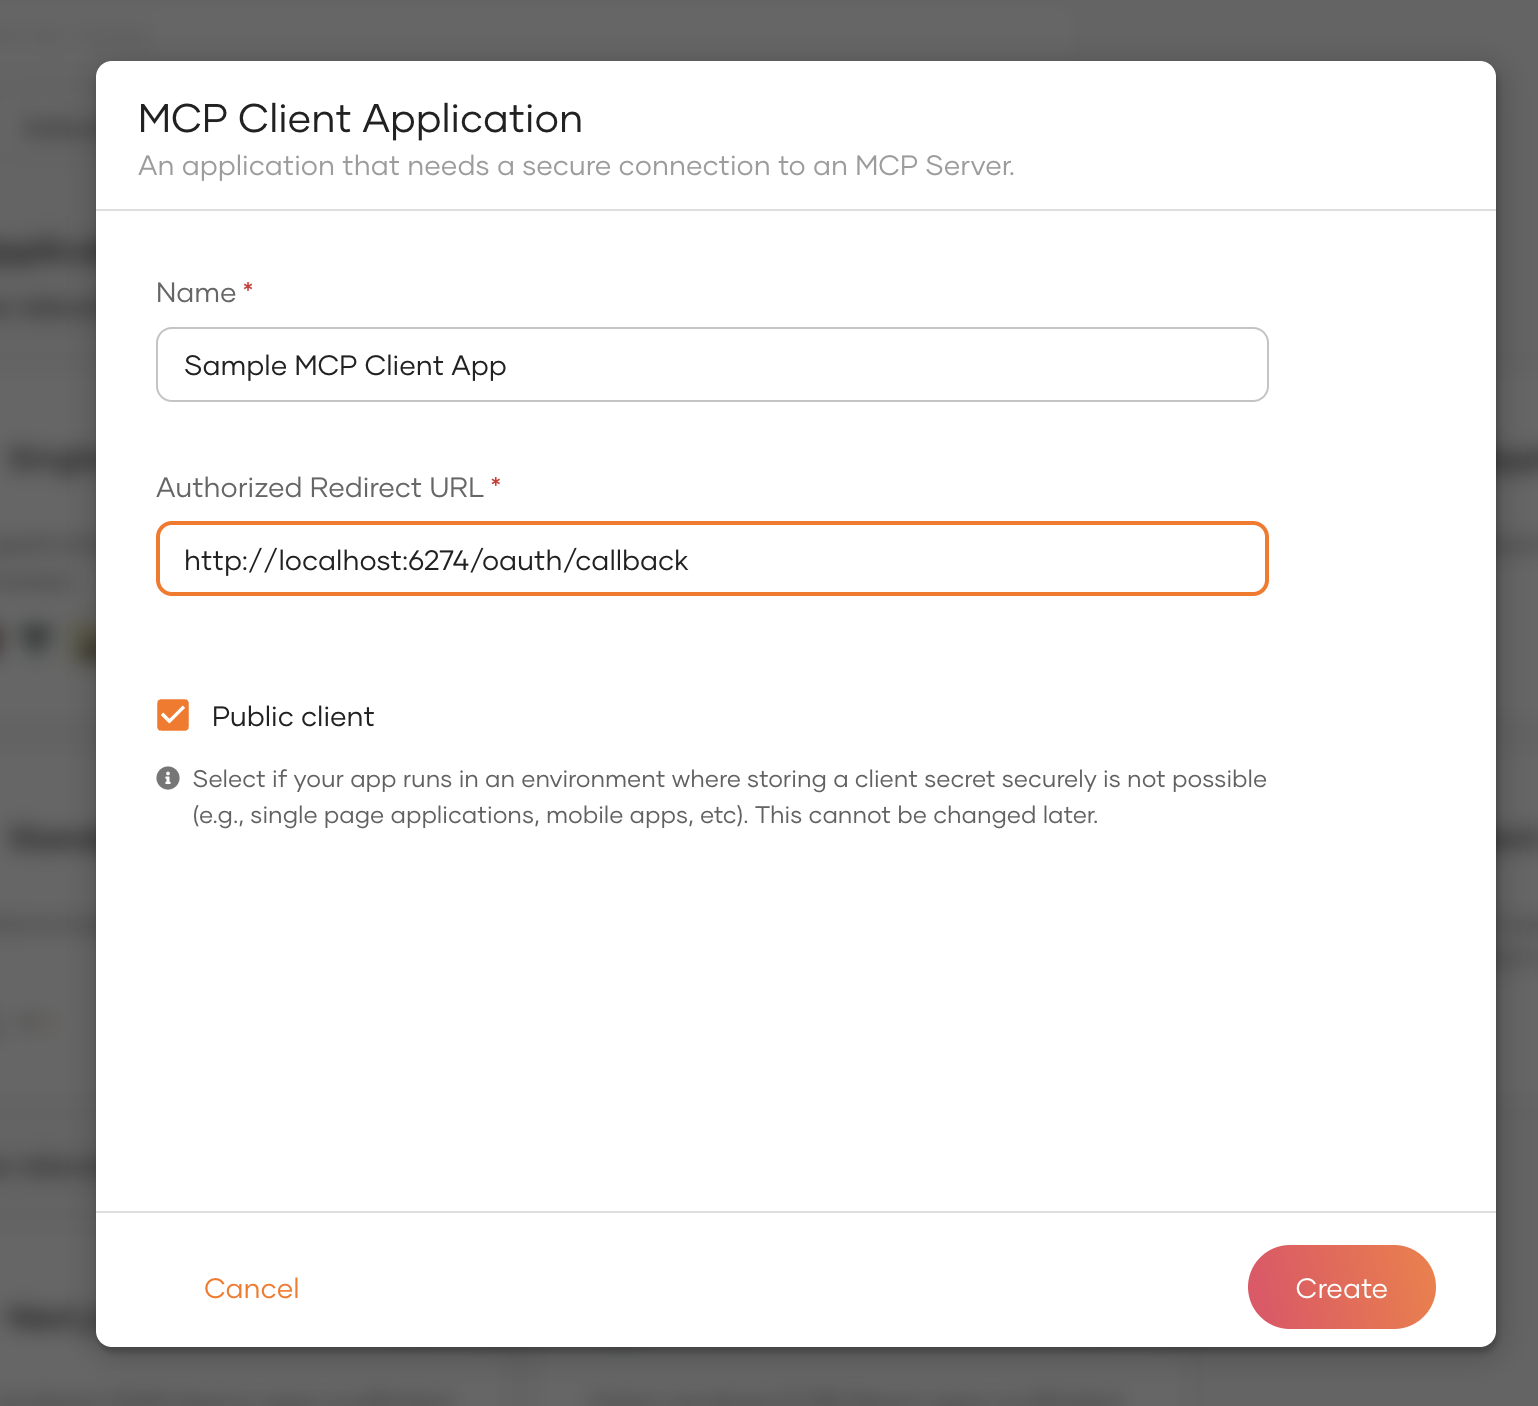 MCP Client Application
An application that needs a secure connection to an MCP Server.
Name *
Sample MCP Client App
Authorized Redirect URL *
http://localhost:6274/oauth/callback
Public client
Select if your app runs in an environment where storing a client secret securely is not possible
(e.g., single page applications, mobile apps, etc). This cannot be changed later.
Cancel
Create